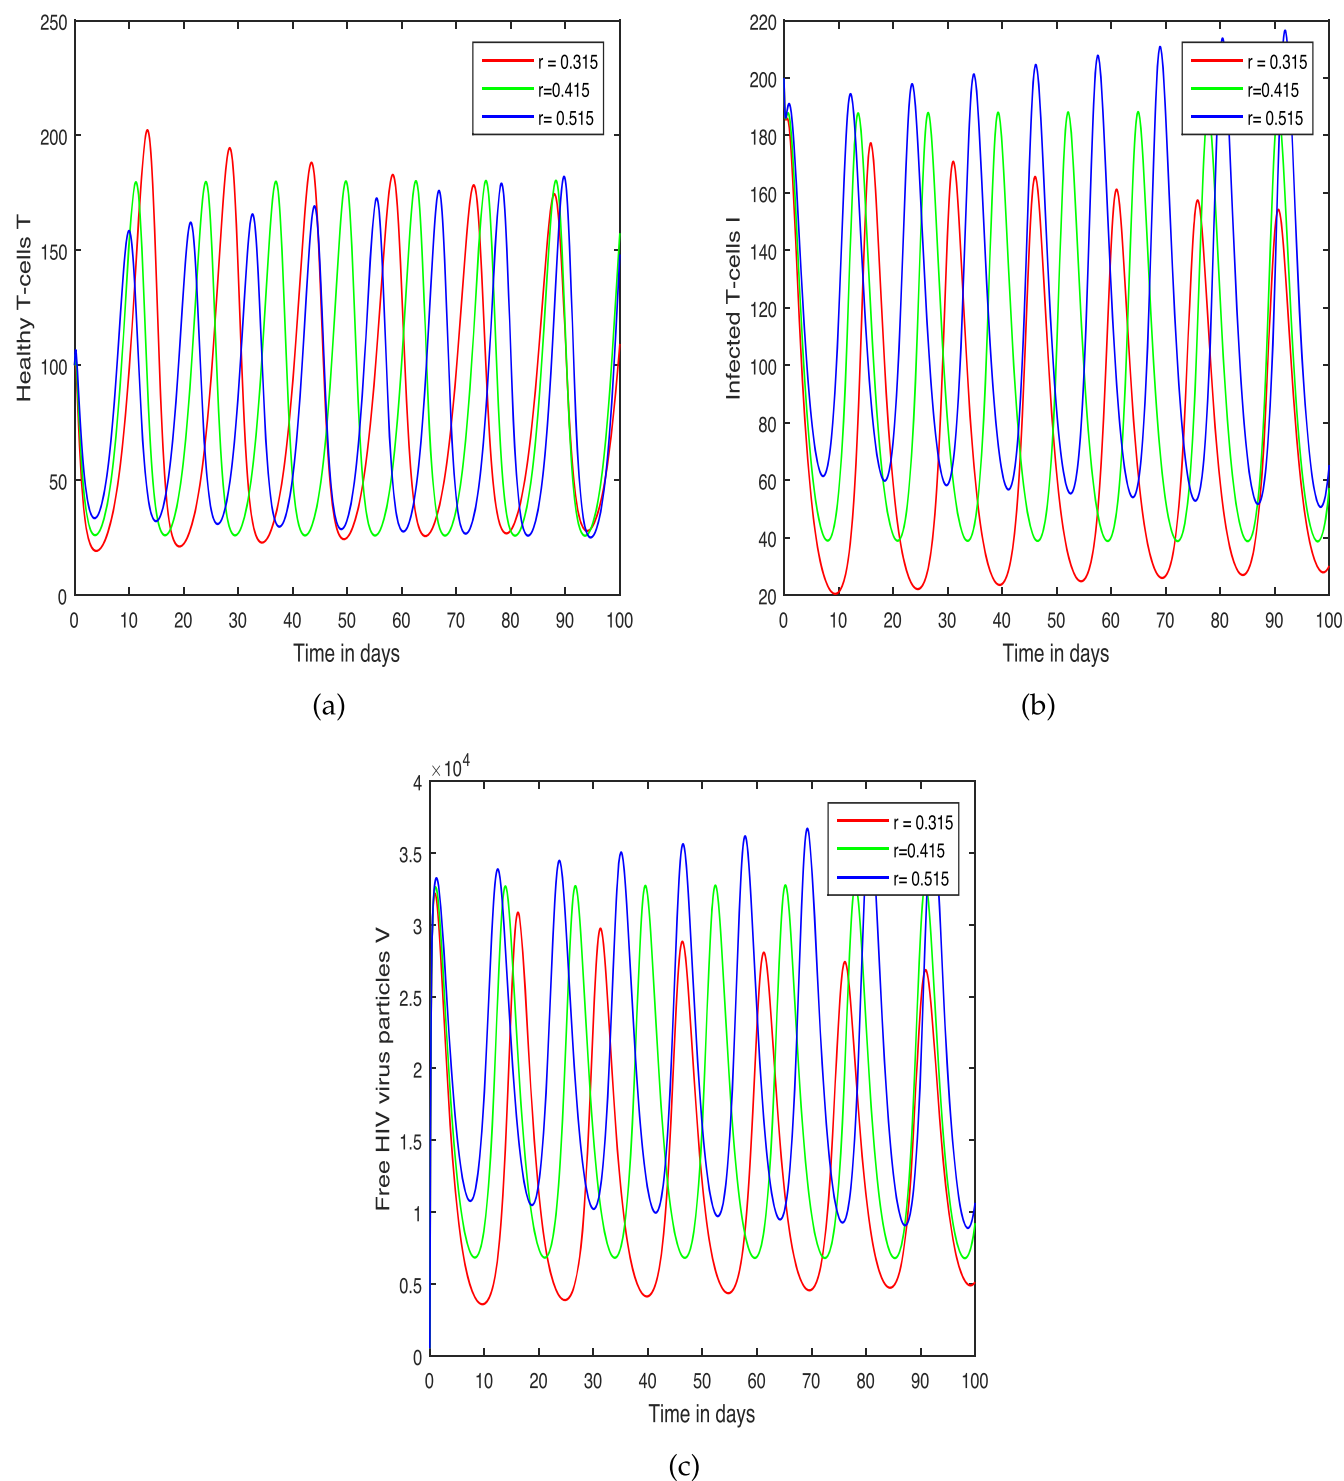 250
200
150
100
50
0
Healthy T-cells T
r = 0.315
r=0.415
r= 0.515
0 10 20 30 40 50 60 70 80 90 100
Time in days
(a)
220
200
180
160
140
120
100
80
60
40
20
Infected T-cells I
r = 0.315
r=0.415
r= 0.515
0 10 20 30 40 50 60 70 80 90 100
Time in days
(b)
×10⁴
4
3.5
3
2.5
2
1.5
1
0.5
0
Free HIV virus particles V
r = 0.315
r=0.415
r= 0.515
0 10 20 30 40 50 60 70 80 90 100
Time in days
(c)